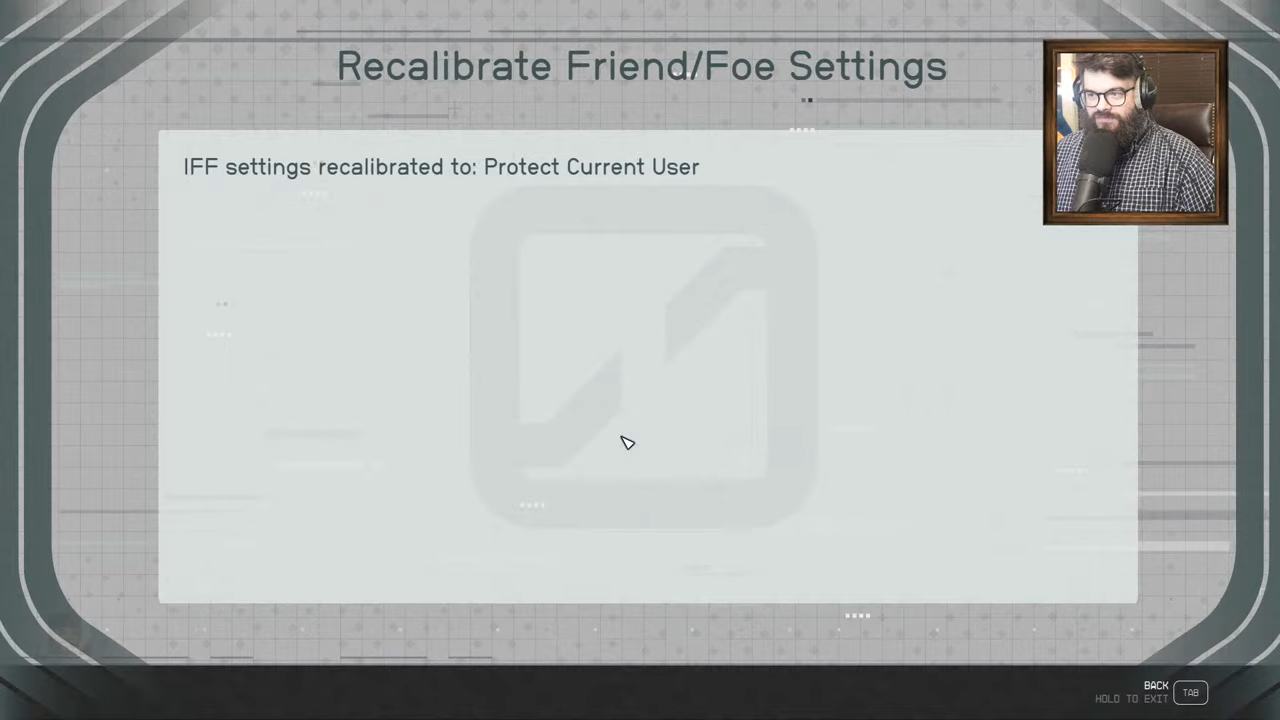 Recalibrate Friend/Foe Settings
IFF settings recalibrated to: Protect Current User
BACK
HOLD TO EXIT
TAB